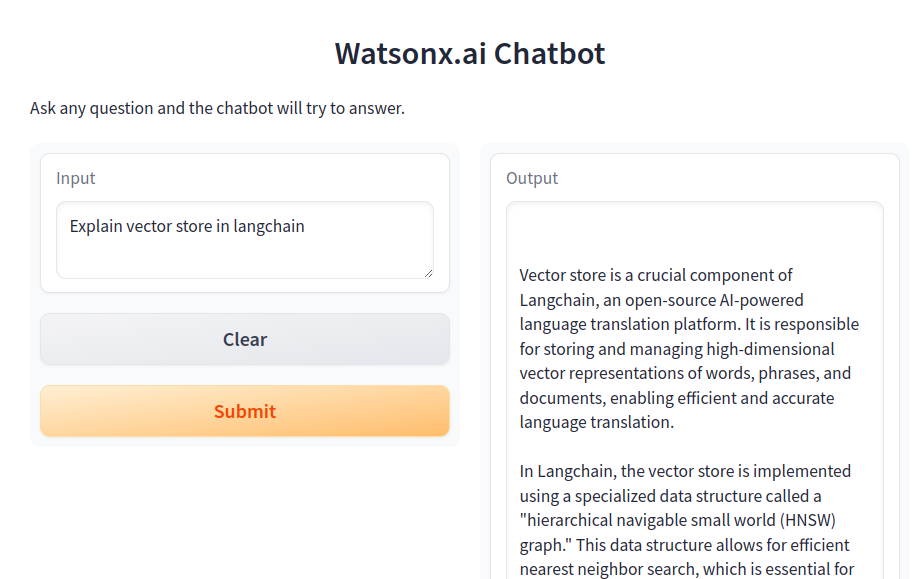 Watsonx.ai Chatbot
Ask any question and the chatbot will try to answer.
Input
Explain vector store in langchain
Clear
Submit
Output
Vector store is a crucial component of
Langchain, an open-source AI-powered
language translation platform. It is responsible
for storing and managing high-dimensional
vector representations of words, phrases, and
documents, enabling efficient and accurate
language translation.
In Langchain, the vector store is implemented
using a specialized data structure called a
"hierarchical navigable small world (HNSW)
graph." This data structure allows for efficient
nearest neighbor search, which is essential for